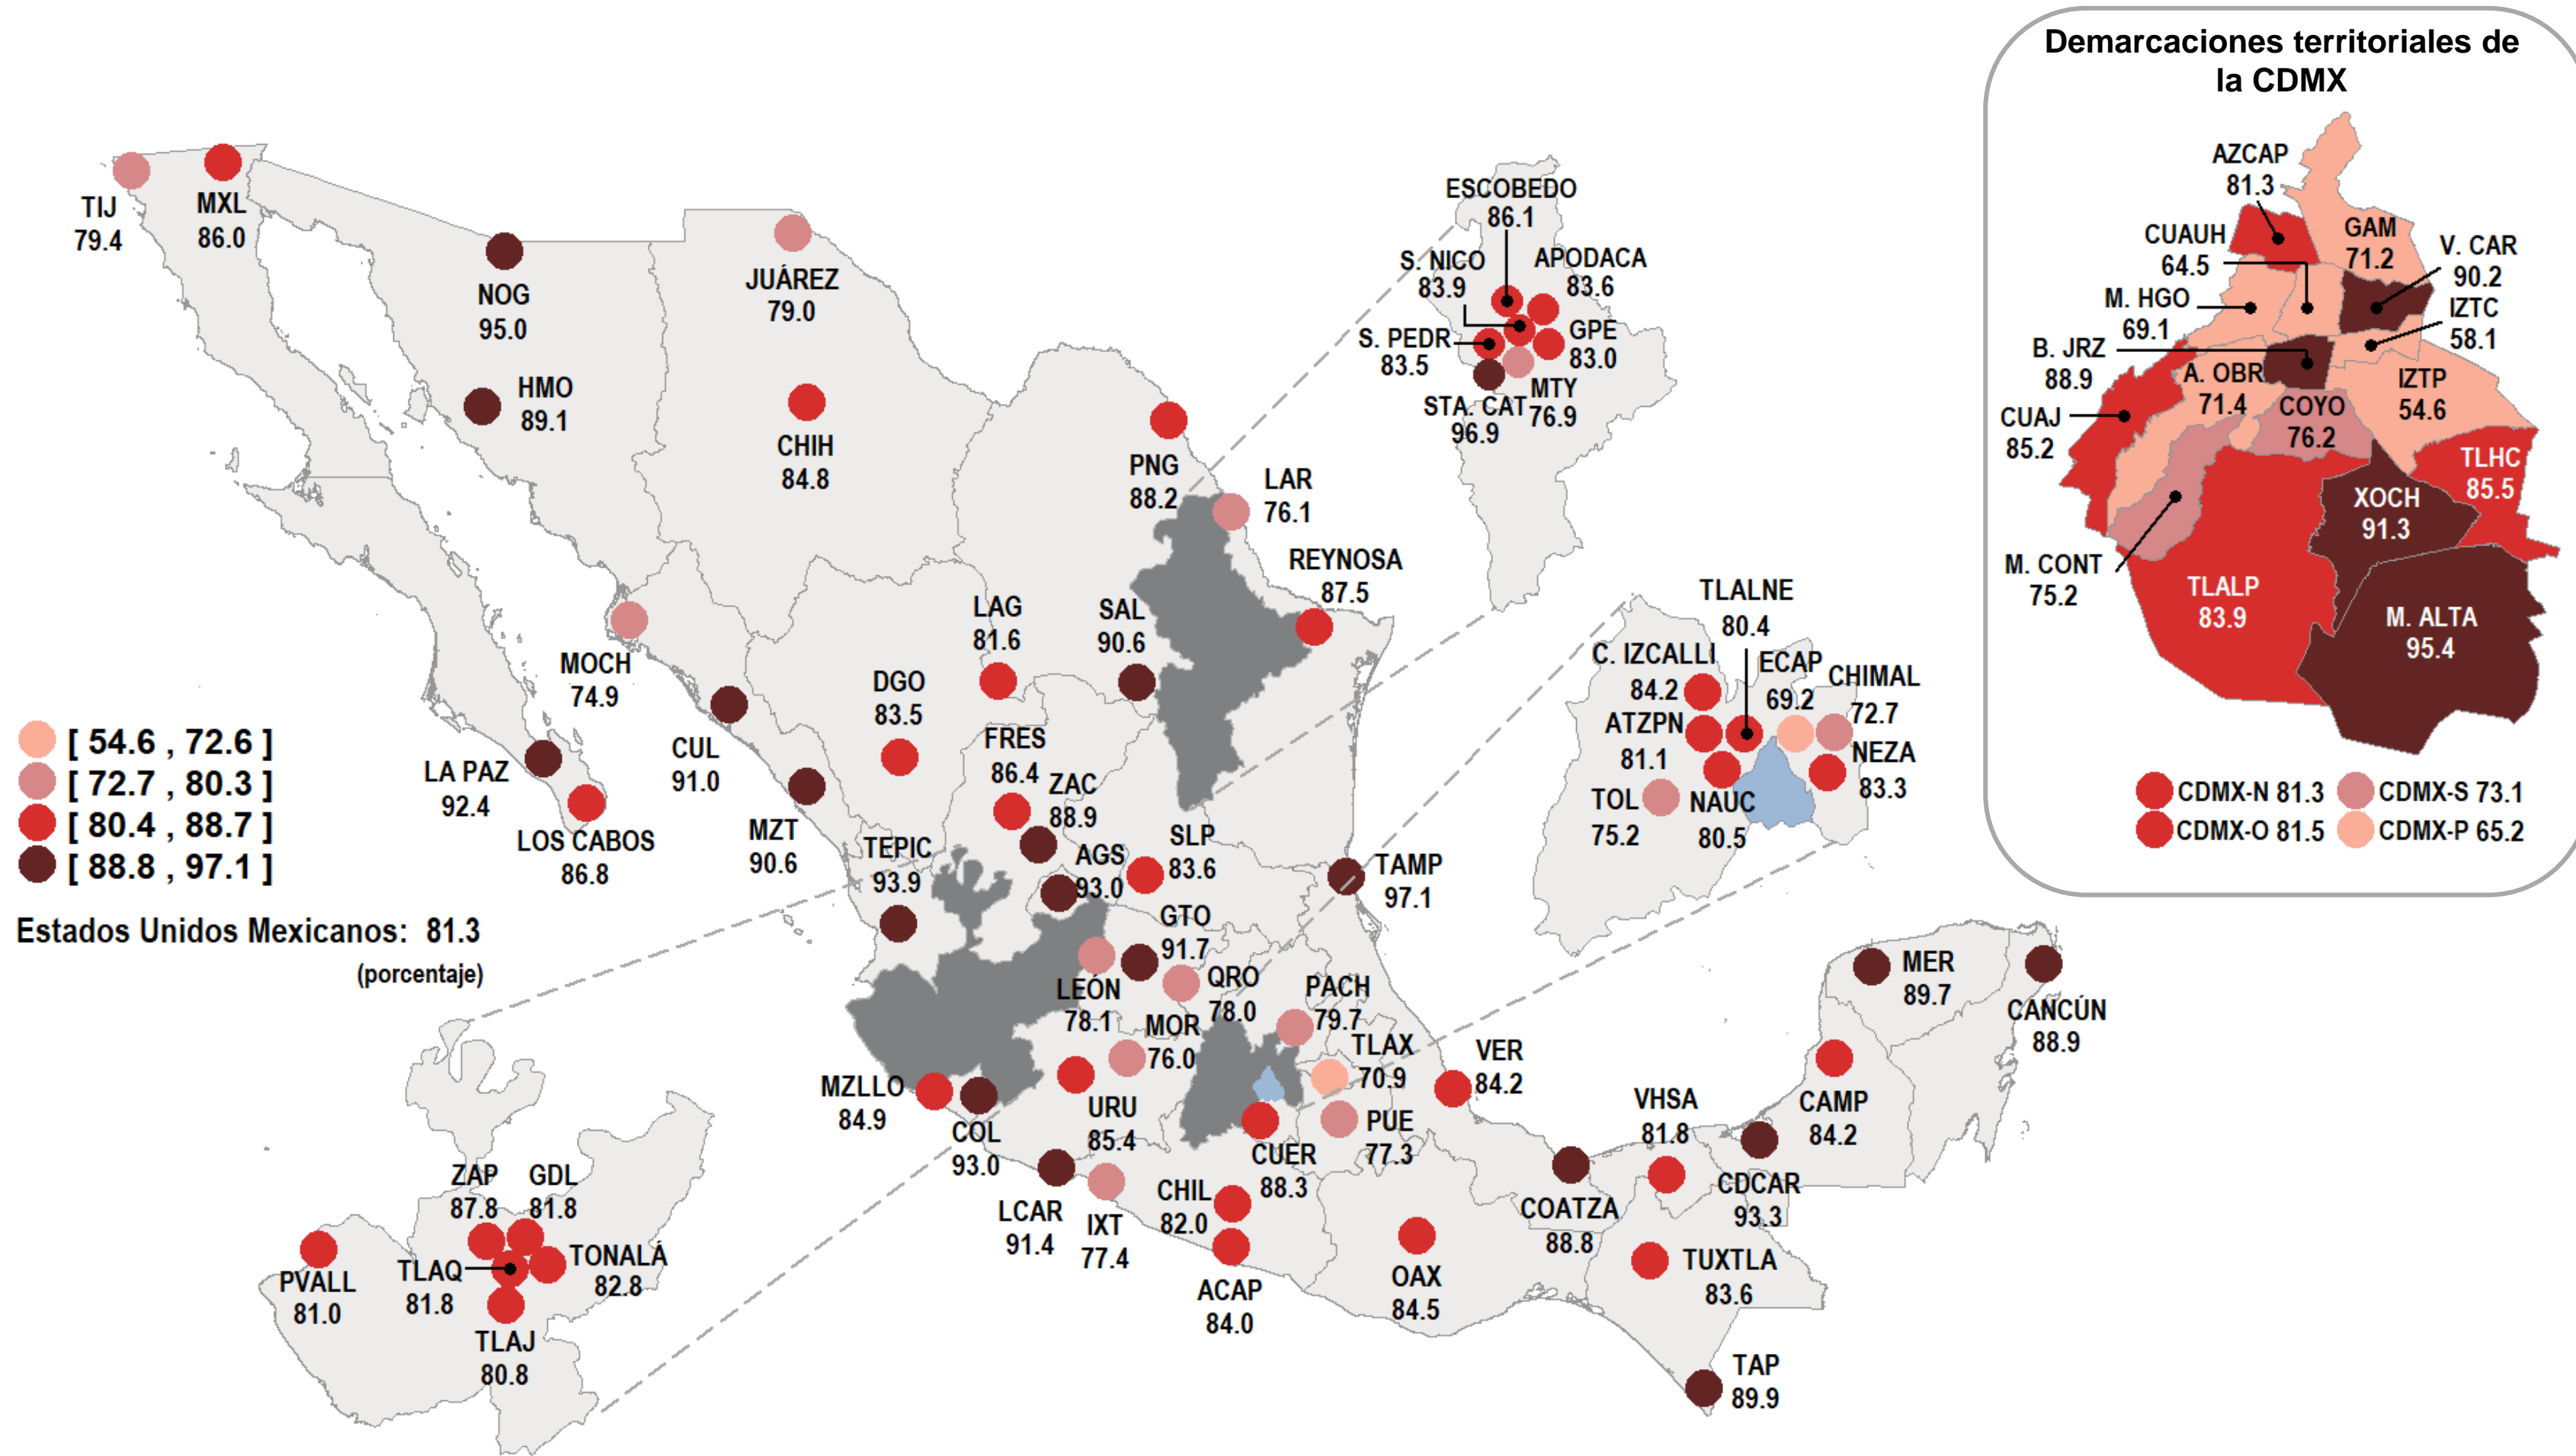 Demarcaciones territoriales de
la CDMX
AZCAP
81.3
CUAUH
64.5
GAM
71.2
V. CAR
90.2
M. HGO
69.1
IZTC
58.1
B. JRZ
88.9
A. OBR
71.4
IZTP
54.6
CUAJ
85.2
COYO
76.2
TLHC
85.5
XOCH
91.3
M. CONT
75.2
TLALP
83.9
M. ALTA
95.4
CDMX-N 81.3
CDMX-S 73.1
CDMX-O 81.5
CDMX-P 65.2
TIJ
79.4
MXL
86.0
NOG
95.0
HMO
89.1
JUÁREZ
79.0
CHIH
84.8
ESCOBEDO
86.1
S. NICO
83.9
APODACA
83.6
S. PEDR
83.5
GPE
83.0
STA. CAT
96.9
MTY
76.9
PNG
88.2
LAR
76.1
REYNOSA
87.5
LAG
81.6
SAL
90.6
MOCH
74.9
DGO
83.5
CUL
91.0
LA PAZ
92.4
LOS CABOS
86.8
MZT
90.6
FRES
86.4
ZAC
88.9
TEPIC
93.9
AGS
93.0
SLP
83.6
TAMP
97.1
GTO
91.7
LEÓN
78.1
QRO
78.0
PACH
79.7
MOR
76.0
TLAX
70.9
VER
84.2
MZLLO
84.9
COL
93.0
URU
85.4
CUER
88.3
PUE
77.3
LCAR
91.4
IXT
77.4
CHIL
82.0
ACAP
84.0
OAX
84.5
COATZA
88.8
VHSA
81.8
CDCAR
93.3
CAMP
84.2
MER
89.7
CANCÚN
88.9
TUXTLA
83.6
TAP
89.9
TLALNE
80.4
C. IZCALLI
84.2
ECAP
69.2
CHIMAL
72.7
ATZPN
81.1
NEZA
83.3
TOL
75.2
NAUC
80.5
ZAP
87.8
GDL
81.8
PVALL
81.0
TLAQ
81.8
TONALÁ
82.8
TLAJ
80.8
[ 54.6 , 72.6 ]
[ 72.7 , 80.3 ]
[ 80.4 , 88.7 ]
[ 88.8 , 97.1 ]
Estados Unidos Mexicanos: 81.3
(porcentaje)